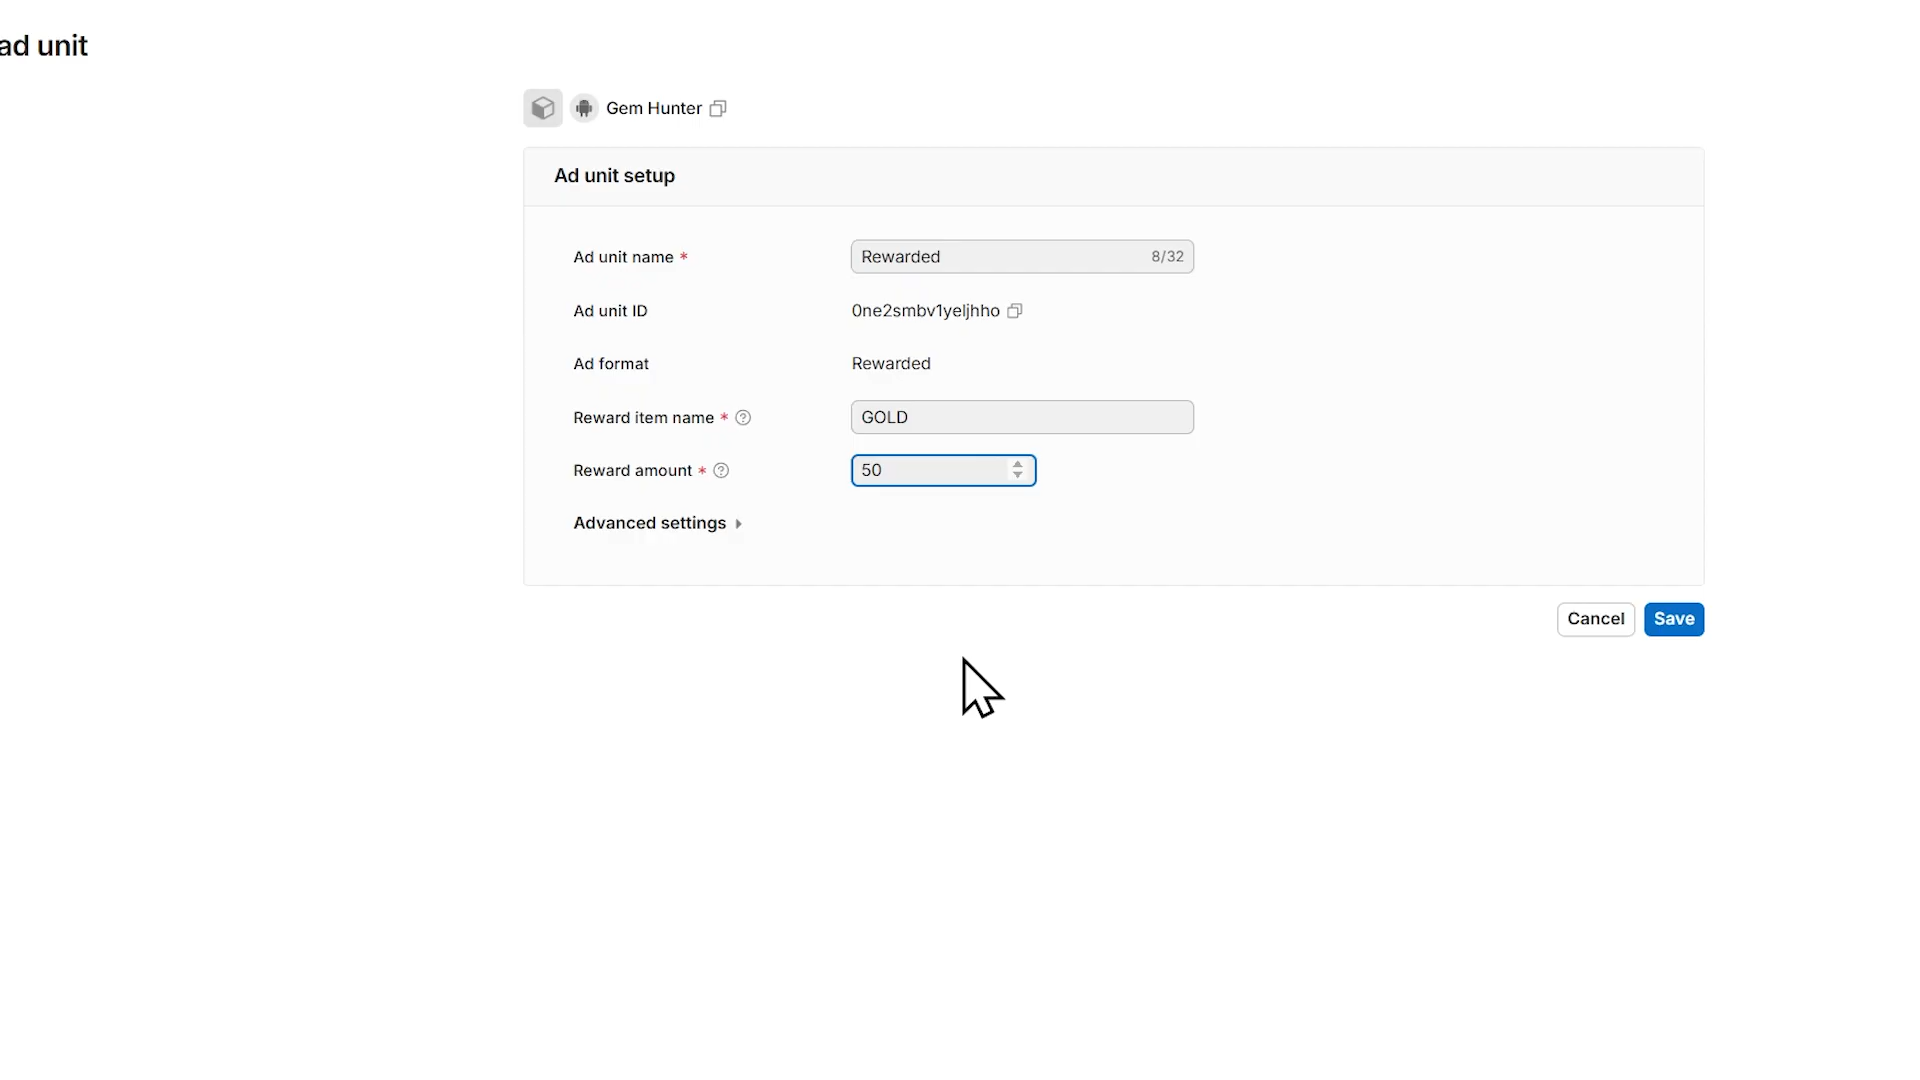 ad unit
Gem Hunter
Ad unit setup
Ad unit name *
Rewarded 8/32
Ad unit ID
0ne2smbv1yeljhho
Ad format
Rewarded
Reward item name *
GOLD
Reward amount *
50
Advanced settings
Cancel
Save